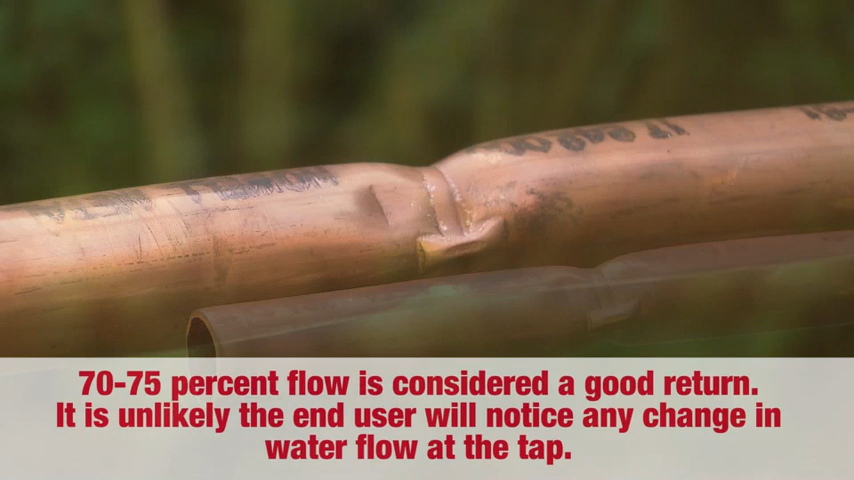 70-75 percent flow is considered a good return.
It is unlikely the end user will notice any change in
water flow at the tap.